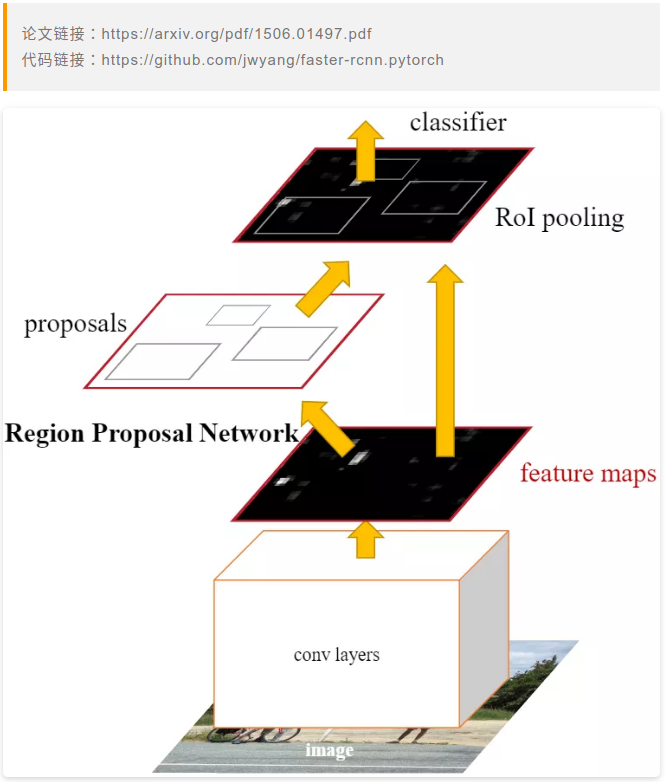 论文链接：https://arxiv.org/pdf/1506.01497.pdf
代码链接：https://github.com/jwyang/faster-rcnn.pytorch
classifier
RoI pooling
proposals
Region Proposal Network
feature maps
conv layers
image